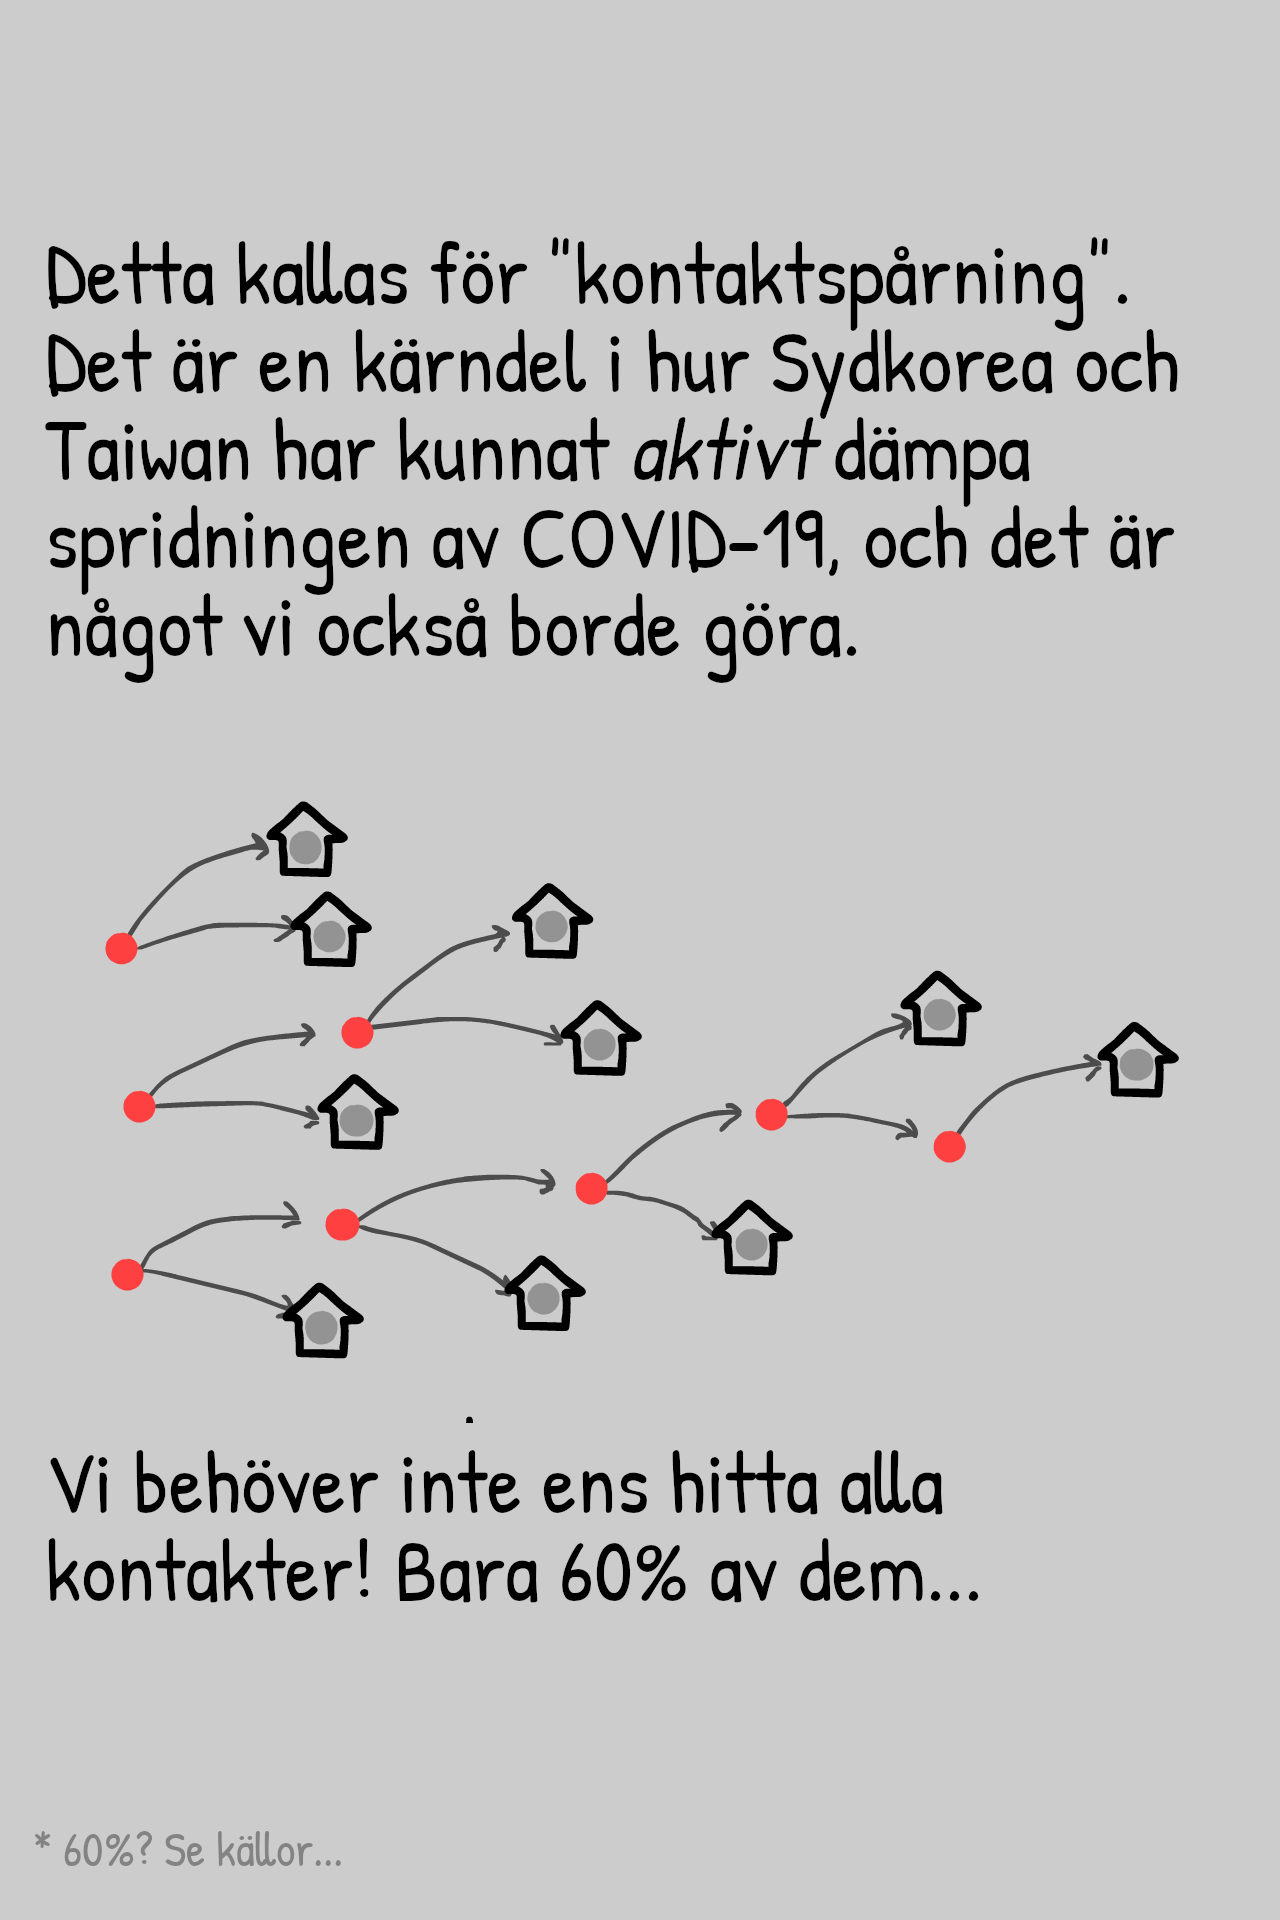 Detta kallas för "kontaktspårning".
Det är en kärndel i hur Sydkorea och
Taiwan har kunnat aktivt dämpa
spridningen av COVID-19, och det är
något vi också borde göra.
Vi behöver inte ens hitta alla
kontakter! Bara 60% av dem...
* 60%? Se källor...